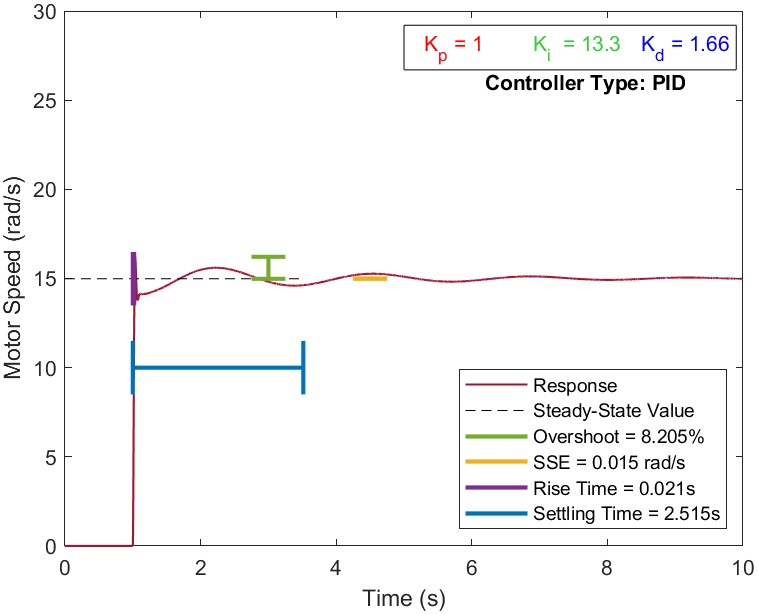 30
25
20
15
10
5
0
0 2 4 6 8 10
Motor Speed (rad/s)
Time (s)
Kp = 1 Ki = 13.3 Kd = 1.66
Controller Type: PID
Response
Steady-State Value
Overshoot = 8.205%
SSE = 0.015 rad/s
Rise Time = 0.021s
Settling Time = 2.515s